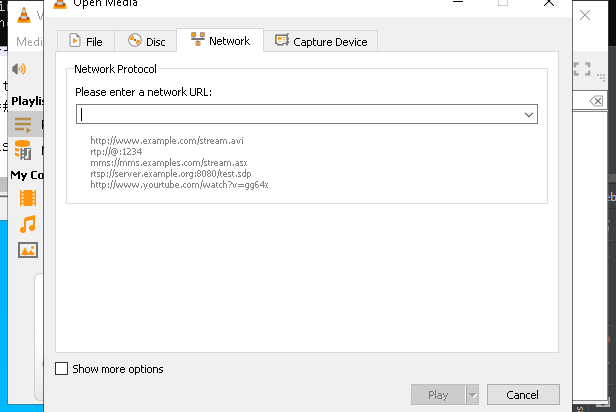 Open Media
Medi
File
Disc
Network
Capture Device
Network Protocol
Please enter a network URL:
http://www.example.com/stream.avi
rtp://@:1234
mms://mms.examples.com/stream.asx
rtsp://server.example.org:8080/test.sdp
http://www.yourtube.com/watch?v=gg64x
Playlis
My Co
Show more options
Play
Cancel